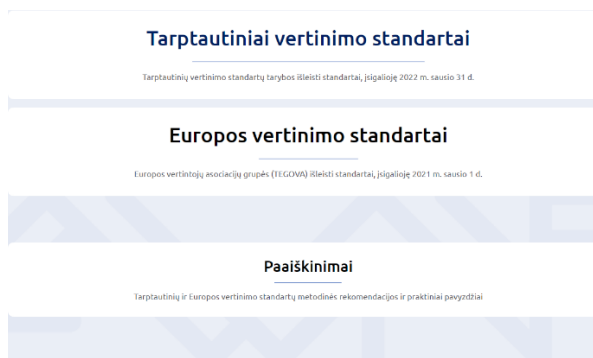 Tarptautiniai vertinimo standartai
Tarptautinių vertinimo standartų tarybos išleisti standartai, įsigalioję 2022 m. sausio 31 d.
Europos vertinimo standartai
Europos vertintojų asociacijų grupės (TEGOVA) išleisti standartai, įsigalioję 2021 m. sausio 1 d.
Paaiškinimai
Tarptautinių ir Europos vertinimo standartų metodinės rekomendacijos ir praktiniai pavyzdžiai